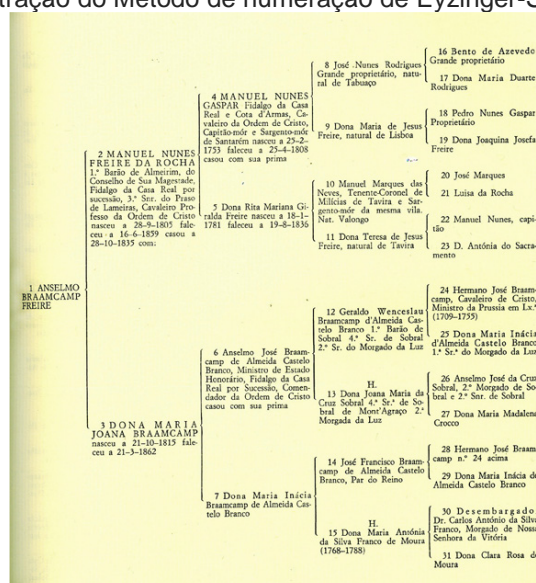 tração do Método de numeração de Eyzinger-S
1 ANSELMO
BRAAMCAMP
FREIRE
2 MANUEL NUNES
FREIRE DA ROCHA
1.º Barão de Almeirim, do
Conselho de Sua Magestade,
Fidalgo da Casa Real por
sucessão, 3.º Snr. do Praso
de Lameiras, Cavaleiro Pro-
fesso da Ordem de Cristo
nasceu a 28-9-1805 fale-
ceu a 16-6-1859 casou a
28-10-1835 com:
3 DONA MARIA
JOANA BRAAMCAMP
nasceu a 21-10-1815 fale-
ceu a 21-3-1862
4 MANUEL NUNES
GASPAR Fidalgo da Casa
Real e Cota d'Armas, Ca-
valeiro da Ordem de Cristo,
Capitão-mór e Sargento-mór
de Santarém nasceu a 25-2-
1753 faleceu a 25-4-1808
casou com sua prima
5 Dona Rita Mariana Gi-
ralda Freire nasceu a 18-1-
1781 faleceu a 19-8-1836
6 Anselmo José Braam-
camp de Almeida Castelo
Branco, Ministro de Estado
Honorário, Fidalgo da Casa
Real por Sucessão, Comen-
dador da Ordem de Cristo
casou com sua prima
7 Dona Maria Inácia
Braamcamp de Almeida Cas-
telo Branco
8 José Nunes Rodrigues
Grande proprietário, natu-
ral de Tabuaço
9 Dona Maria de Jesus
Freire, natural de Lisboa
10 Manuel Marques das
Neves, Tenente-Coronel de
Milícias de Tavira e Sar-
gento-mór da mesma vila.
Nat. Valongo
11 Dona Teresa de Jesus
Freire, natural de Tavira
12 Geraldo Wenceslau
Braamcamp d'Almeida Cas-
telo Branco 1.º Barão de
Sobral 4.º Sr. de Sobral
2.º Sr. do Morgado da Luz
H.
13 Dona Joana Maria da
Cruz Sobral 4.ª Sr.ª de So-
bral de Mont'Agraço 2.ª
Morgada da Luz
14 José Francisco Braam-
camp de Almeida Castelo
Branco, Par do Reino
H.
15 Dona Maria Antónia
da Silva Franco de Moura
(1768-1788)
16 Bento de Azevedo
Grande proprietário
17 Dona Maria Duarte
Rodrigues
18 Pedro Nunes Gaspar
Proprietário
19 Dona Joaquina Josefa
Freire
20 José Marques
21 Luisa da Rocha
22 Manuel Nunes, capi-
tão
23 D. Antónia do Sacra-
mento
24 Hermano José Braam-
camp, Cavaleiro de Cristo,
Ministro da Prussia em Lx.ª
(1709-1755)
25 Dona Maria Inácia
d'Almeida Castelo Branco
1.ª Sr.ª do Morgado da Luz
26 Anselmo José da Cruz
Sobral, 2.º Morgado de So-
bral e 2.º Snr. de Sobral
27 Dona Maria Madalena
Crocco
28 Hermano José Braam-
camp n.º 24 acima
29 Dona Maria Inácia de
Almeida Castelo Branco
30 Desembargado
Dr. Carlos António da Silva
Franco, Morgado de Nossa
Senhora da Vitória
31 Dona Clara Rosa de
Moura